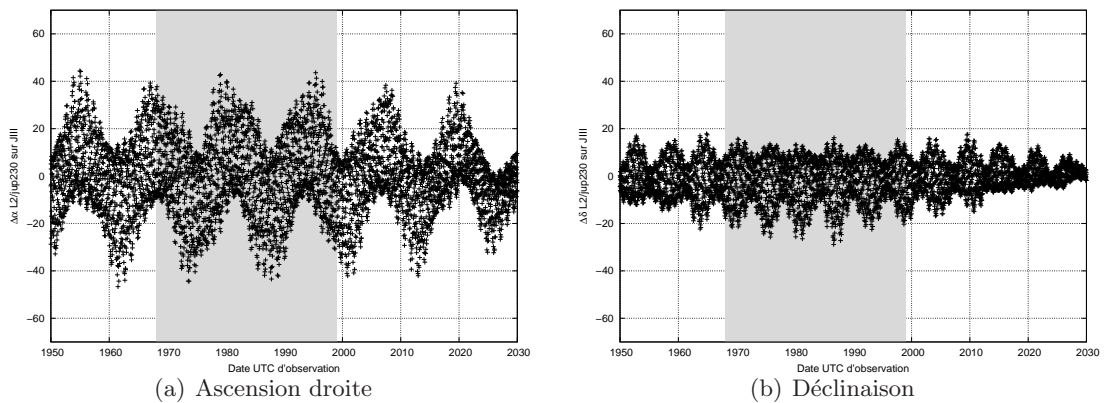 60
40
20
0
−20
−40
−60
Δα L2/jup230 sur JIII
1950 1960 1970 1980 1990 2000 2010 2020 2030
Date UTC d'observation
(a) Ascension droite
60
40
20
0
−20
−40
−60
Δδ L2/jup230 sur JIII
1950 1960 1970 1980 1990 2000 2010 2020 2030
Date UTC d'observation
(b) Déclinaison